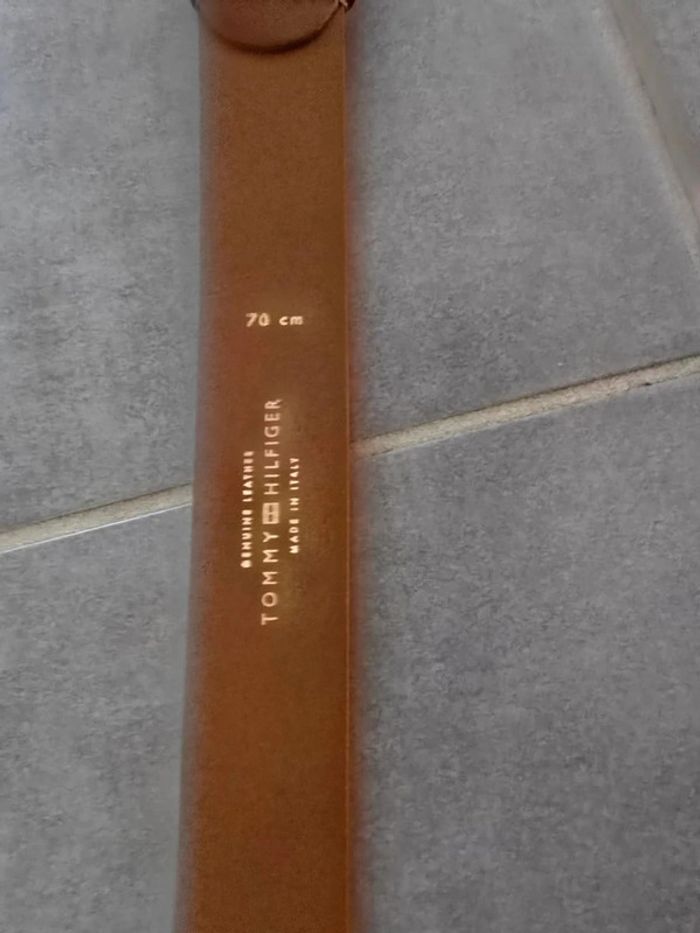 70 cm
GENUINE LEATHER
TOMMY HILFIGER
MADE IN ITALY